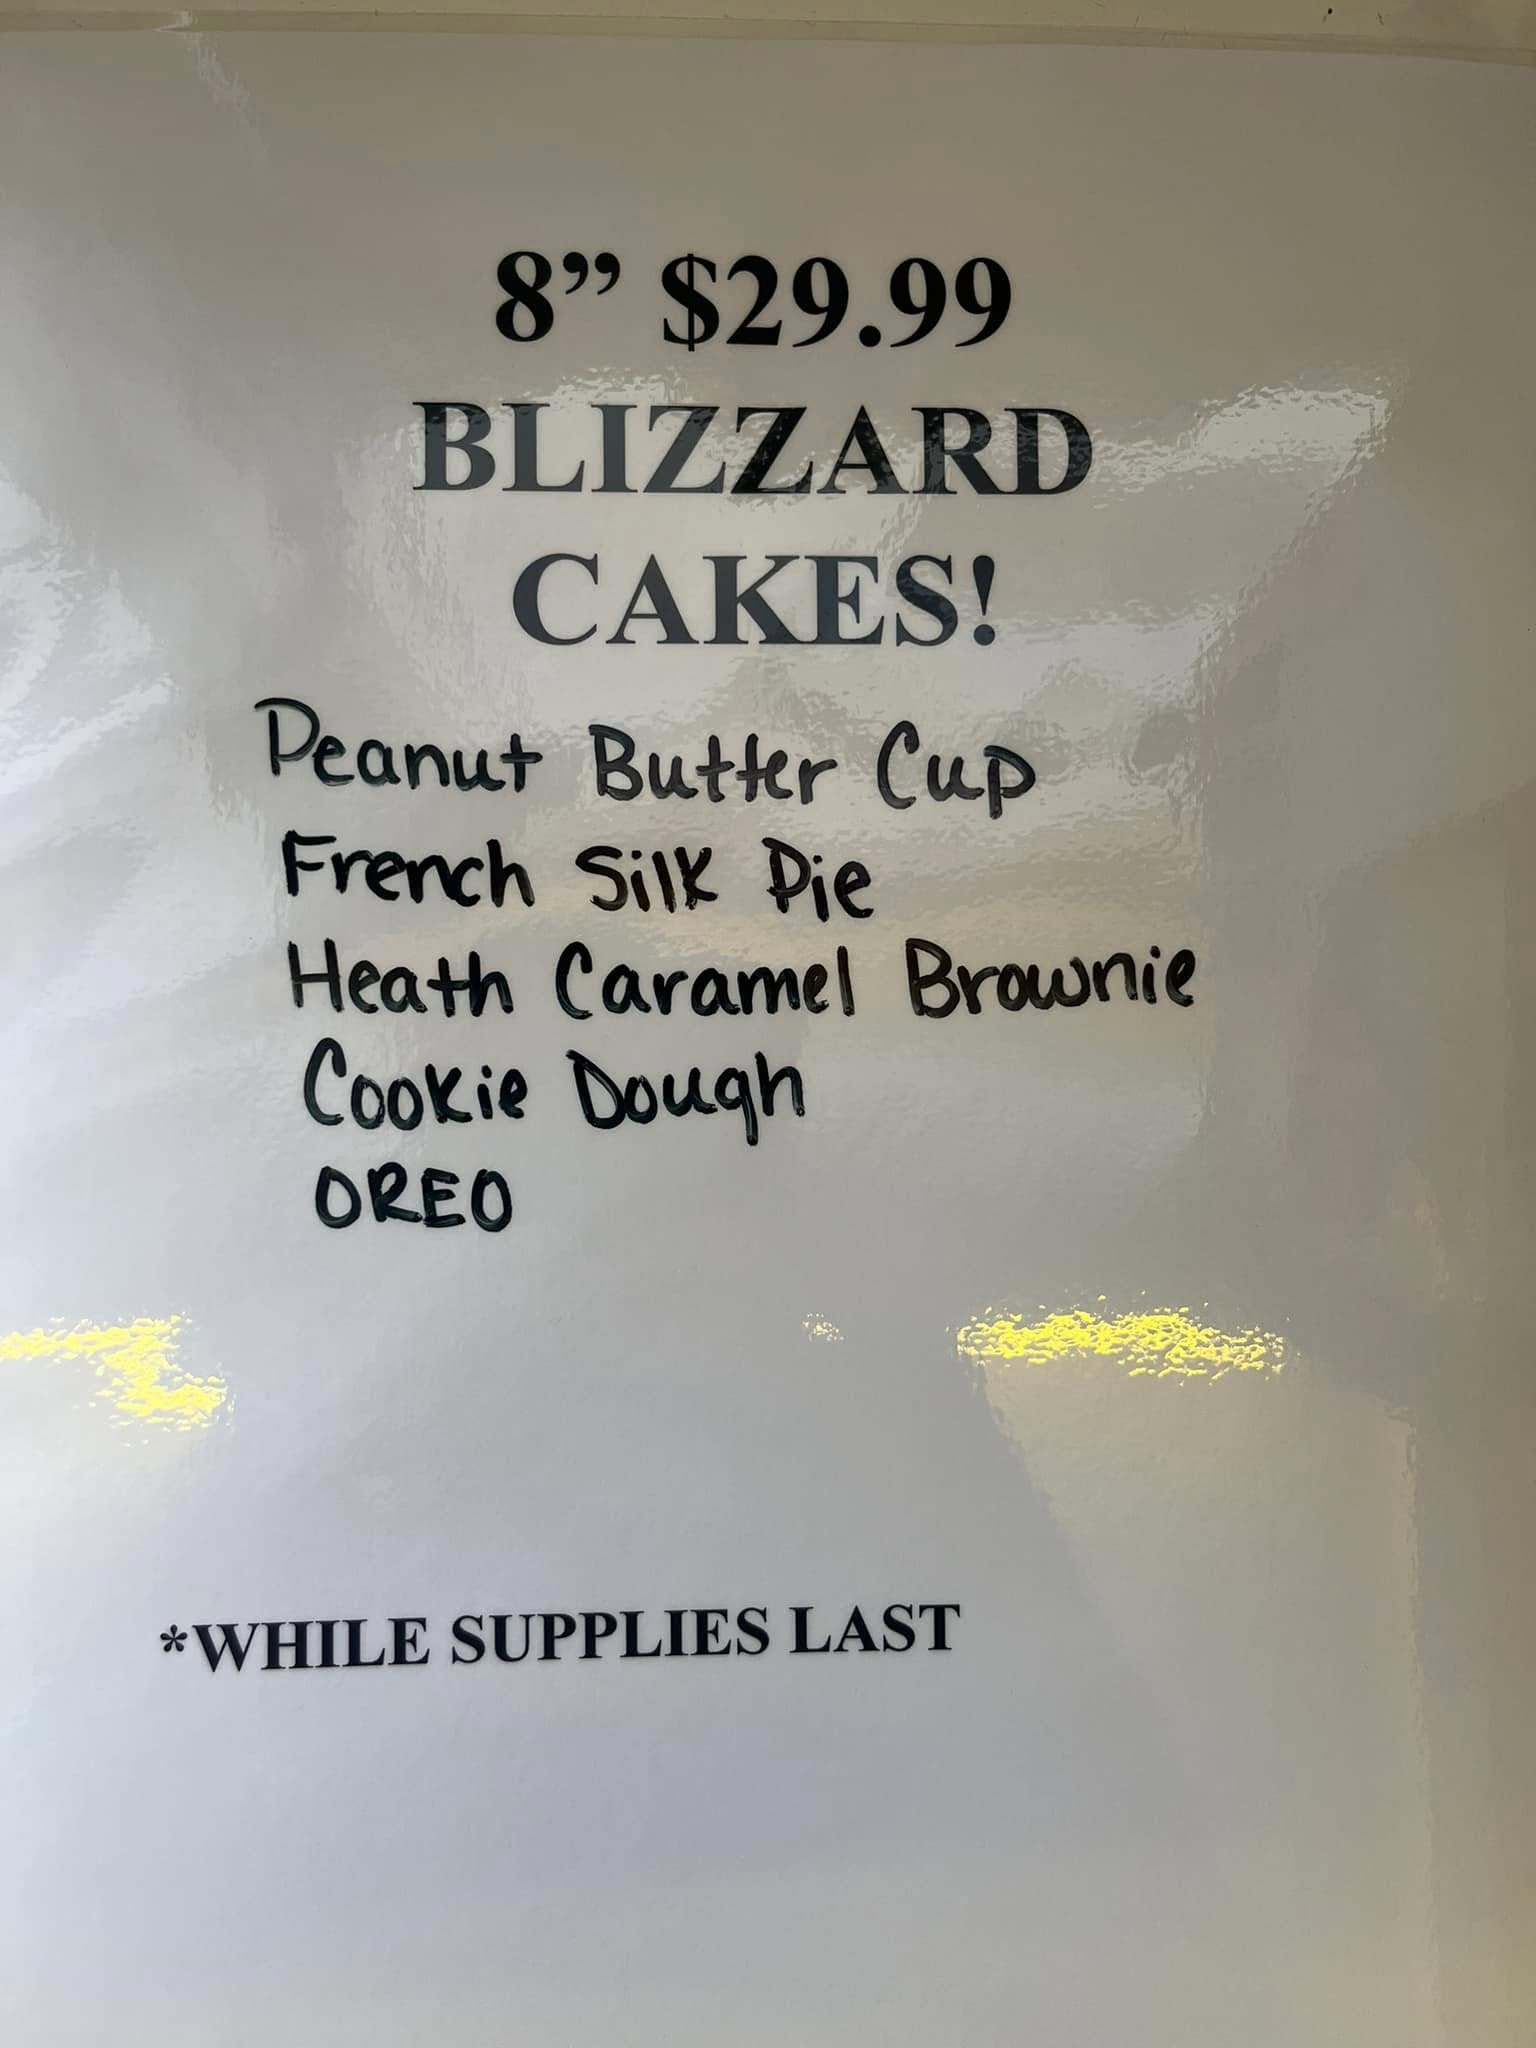 8” $29.99
BLIZZARD
CAKES!
Peanut Butter Cup
French Silk Pie
Heath Caramel Brownie
Cookie Dough
OREO
*WHILE SUPPLIES LAST